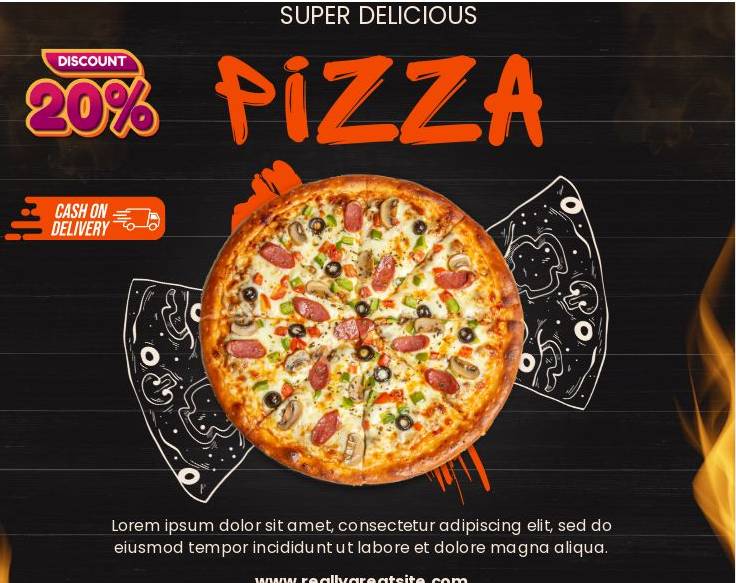 SUPER DELICIOUS
PiZZA
DISCOUNT
20%
CASH ON
DELIVERY
Lorem ipsum dolor sit amet, consectetur adipiscing elit, sed do
eiusmod tempor incididunt ut labore et dolore magna aliqua.
www.reallygreatsite.com